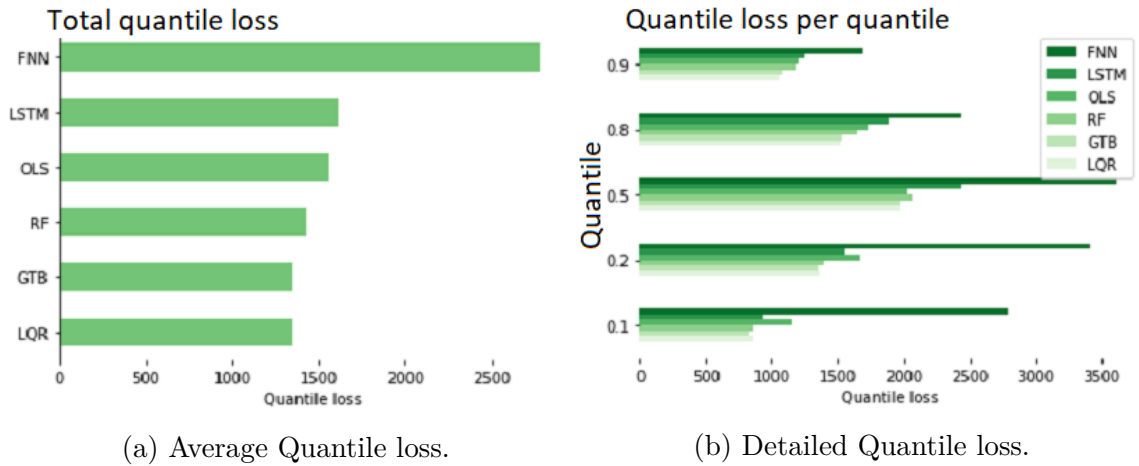 Total quantile loss
FNN
LSTM
OLS
RF
GTB
LQR
0 500 1000 1500 2000 2500
Quantile loss
(a) Average Quantile loss.
Quantile loss per quantile
Quantile
0.9
0.8
0.5
0.2
0.1
FNN
LSTM
OLS
RF
GTB
LQR
0 500 1000 1500 2000 2500 3000 3500
Quantile loss
(b) Detailed Quantile loss.